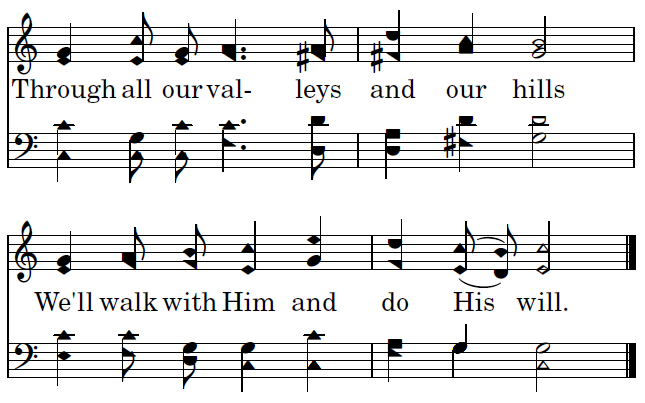 Through all our val- leys and our hills
We'll walk with Him and do His will.